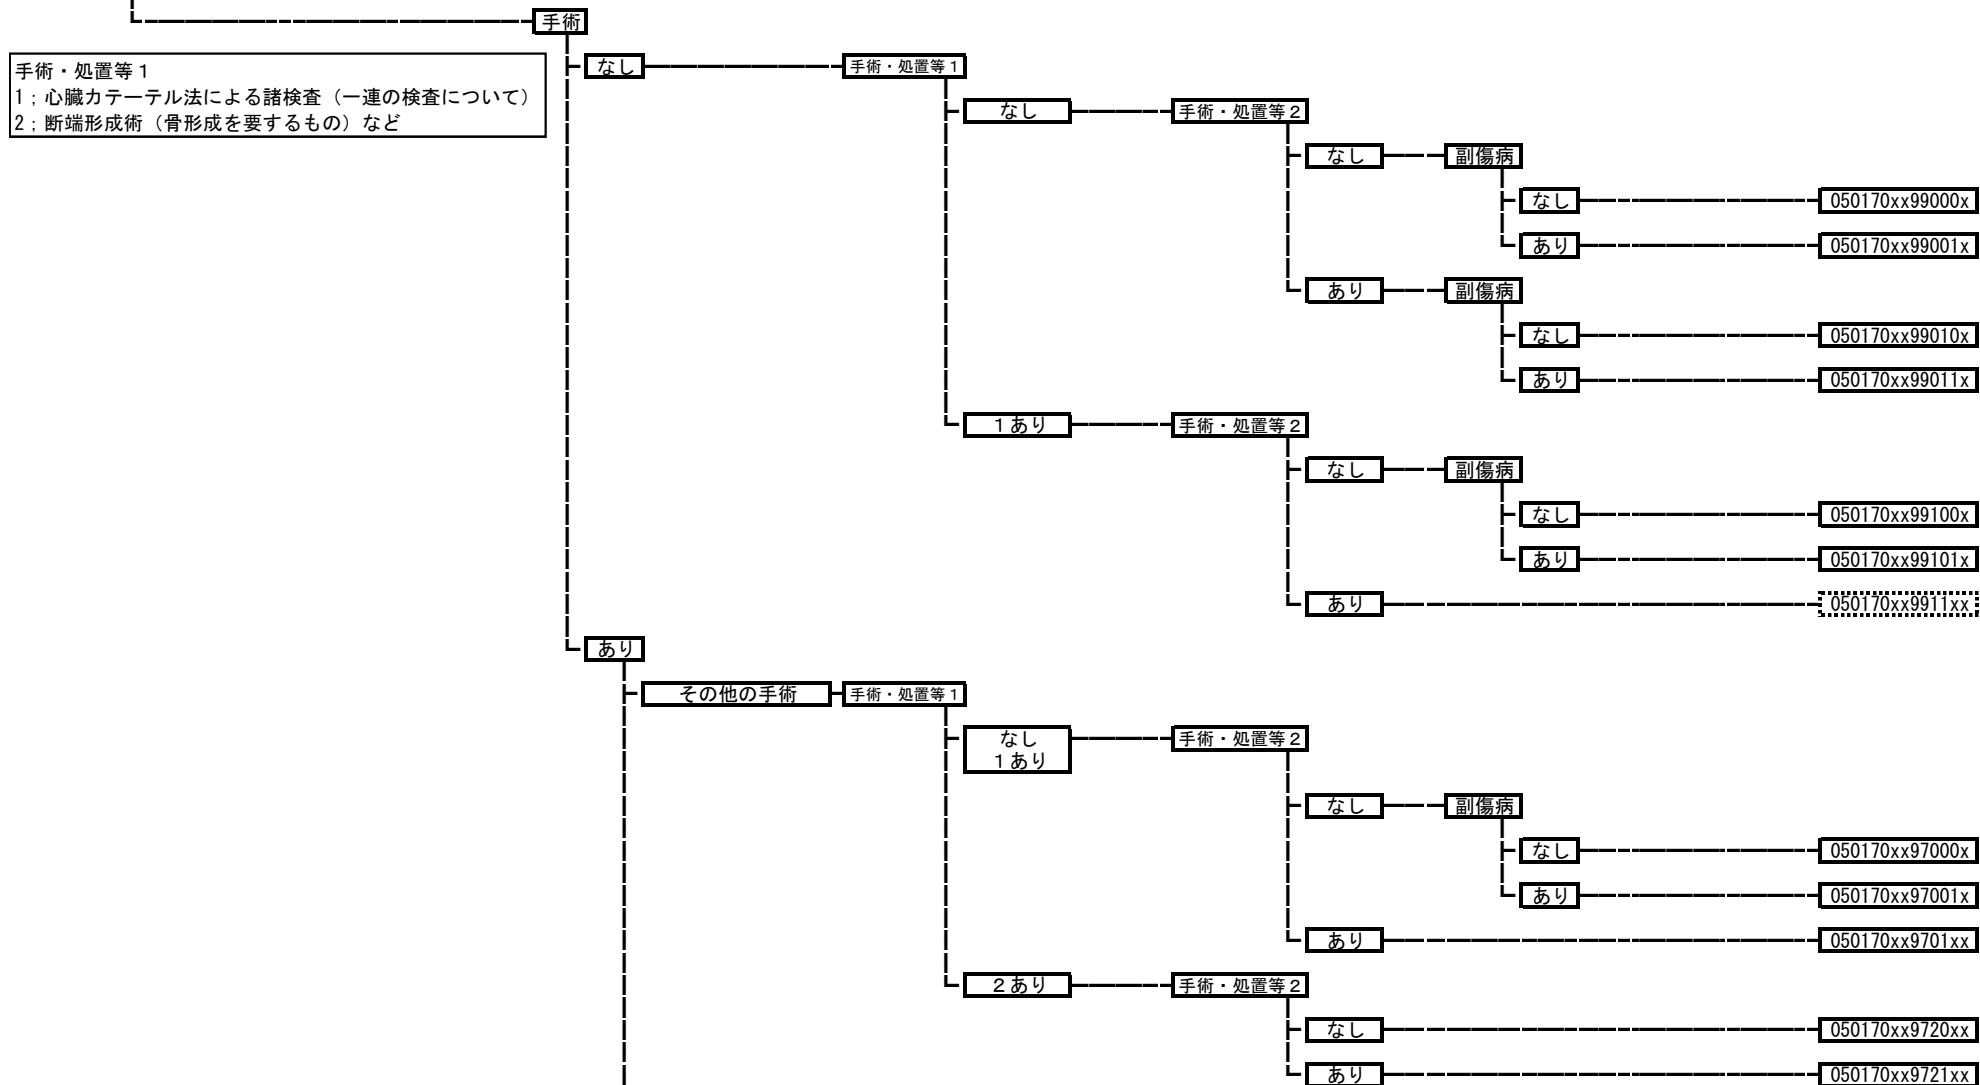 手術
手術・処置等1
1；心臓カテーテル法による諸検査（一連の検査について）
2；断端形成術（骨形成を要するもの）など
なし
手術・処置等1
なし
手術・処置等2
なし
副傷病
なし
050170xx99000x
あり
050170xx99001x
あり
副傷病
なし
050170xx99010x
あり
050170xx99011x
1あり
手術・処置等2
なし
副傷病
なし
050170xx99100x
あり
050170xx99101x
あり
050170xx9911xx
あり
その他の手術
手術・処置等1
なし
1あり
手術・処置等2
なし
副傷病
なし
050170xx97000x
あり
050170xx97001x
あり
050170xx9701xx
2あり
手術・処置等2
なし
050170xx9720xx
あり
050170xx9721xx